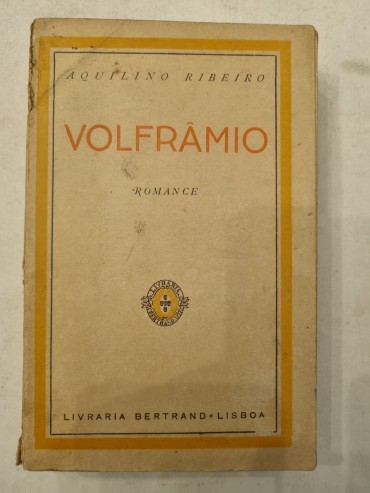 AQUILINO RIBEIRO
VOLFRÂMIO
ROMANCE
LIVRARIA BERTRAND • LISBOA